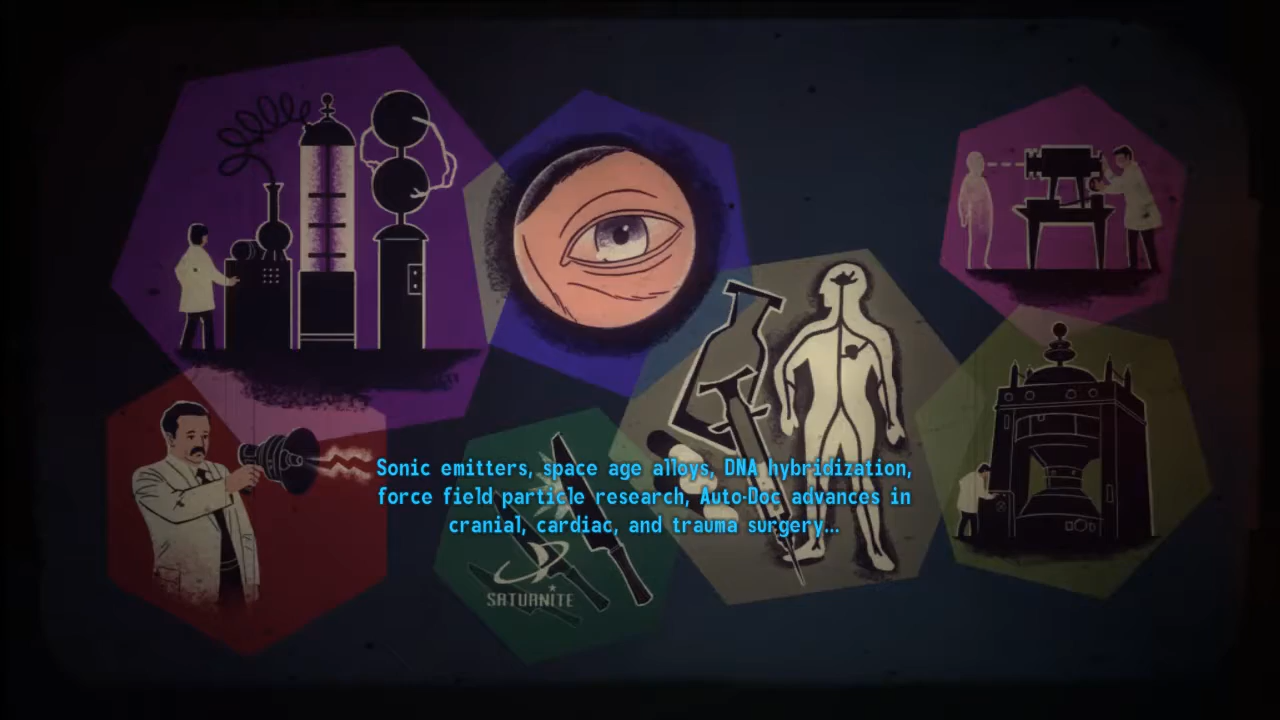 Sonic emitters, space age alloys, DNA hybridization,
force field particle research, Auto-Doc advances in
cranial, cardiac, and trauma surgery...
SATURNITE